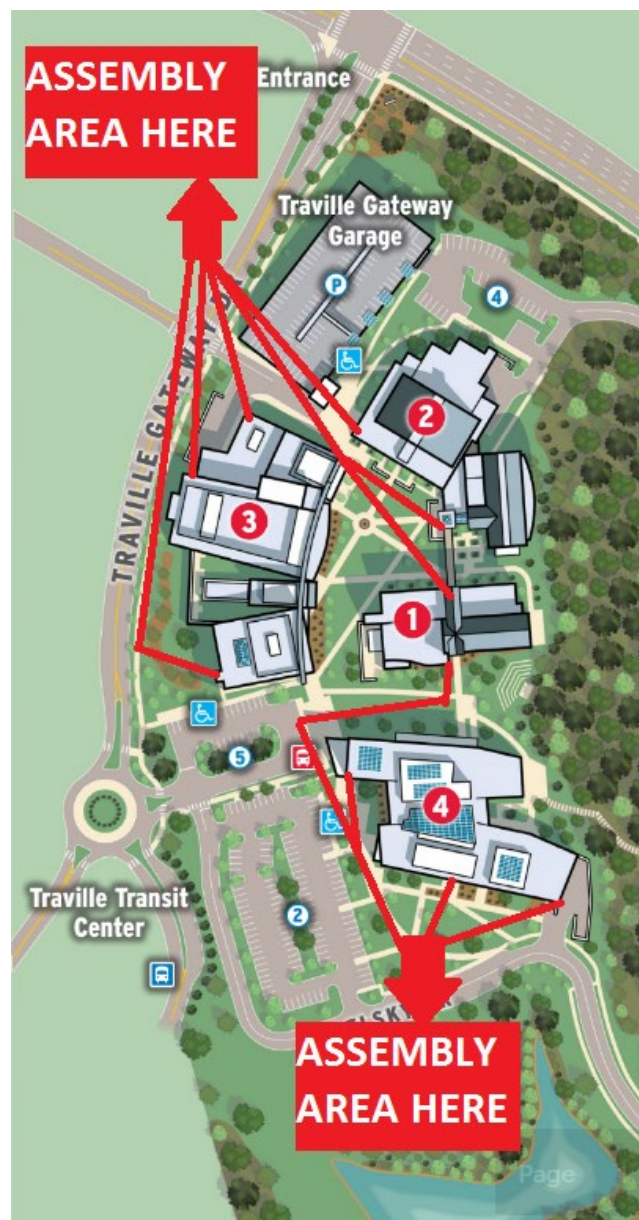 ASSEMBLY
AREA HERE
Entrance
Traville Gateway
Garage
P
4
TRAVILLE GATEWAY DR
2
3
1
5
4
Traville Transit
Center
2
ASSEMBLY
AREA HERE
Page